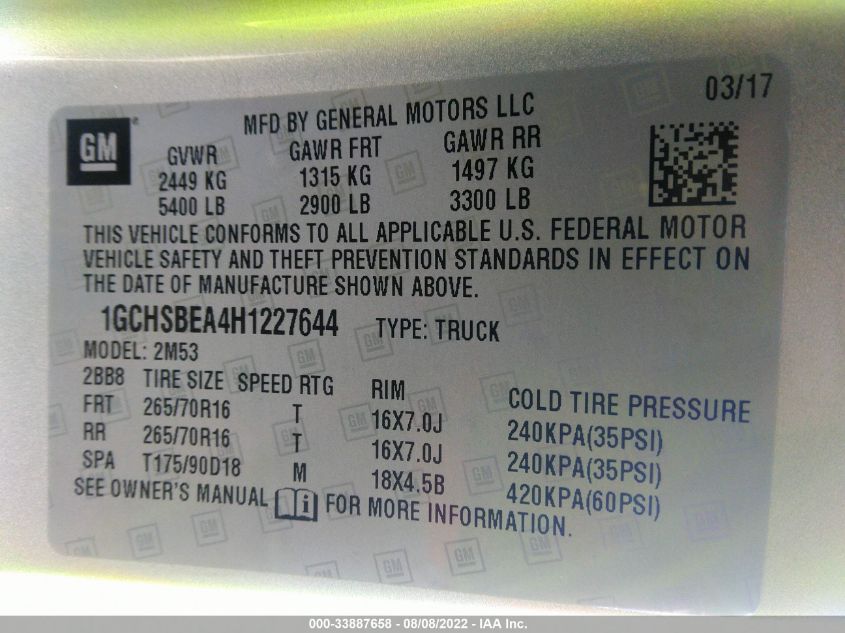 03/17
GM
MFD BY GENERAL MOTORS LLC
GVWR GAWR FRT GAWR RR
2449 KG 1315 KG 1497 KG
5400 LB 2900 LB 3300 LB
THIS VEHICLE CONFORMS TO ALL APPLICABLE U.S. FEDERAL MOTOR
VEHICLE SAFETY AND THEFT PREVENTION STANDARDS IN EFFECT ON
THE DATE OF MANUFACTURE SHOWN ABOVE.
1GCHSBEA4H1227644 TYPE: TRUCK
MODEL: 2M53
2BB8 TIRE SIZE SPEED RTG RIM COLD TIRE PRESSURE
FRT 265/70R16 T 16X7.0J 240KPA(35PSI)
RR 265/70R16 T 16X7.0J 240KPA(35PSI)
SPA T175/90D18 M 18X4.5B 420KPA(60PSI)
SEE OWNER'S MANUAL i FOR MORE INFORMATION.
000-33887658 - 08/08/2022 - IAA Inc.